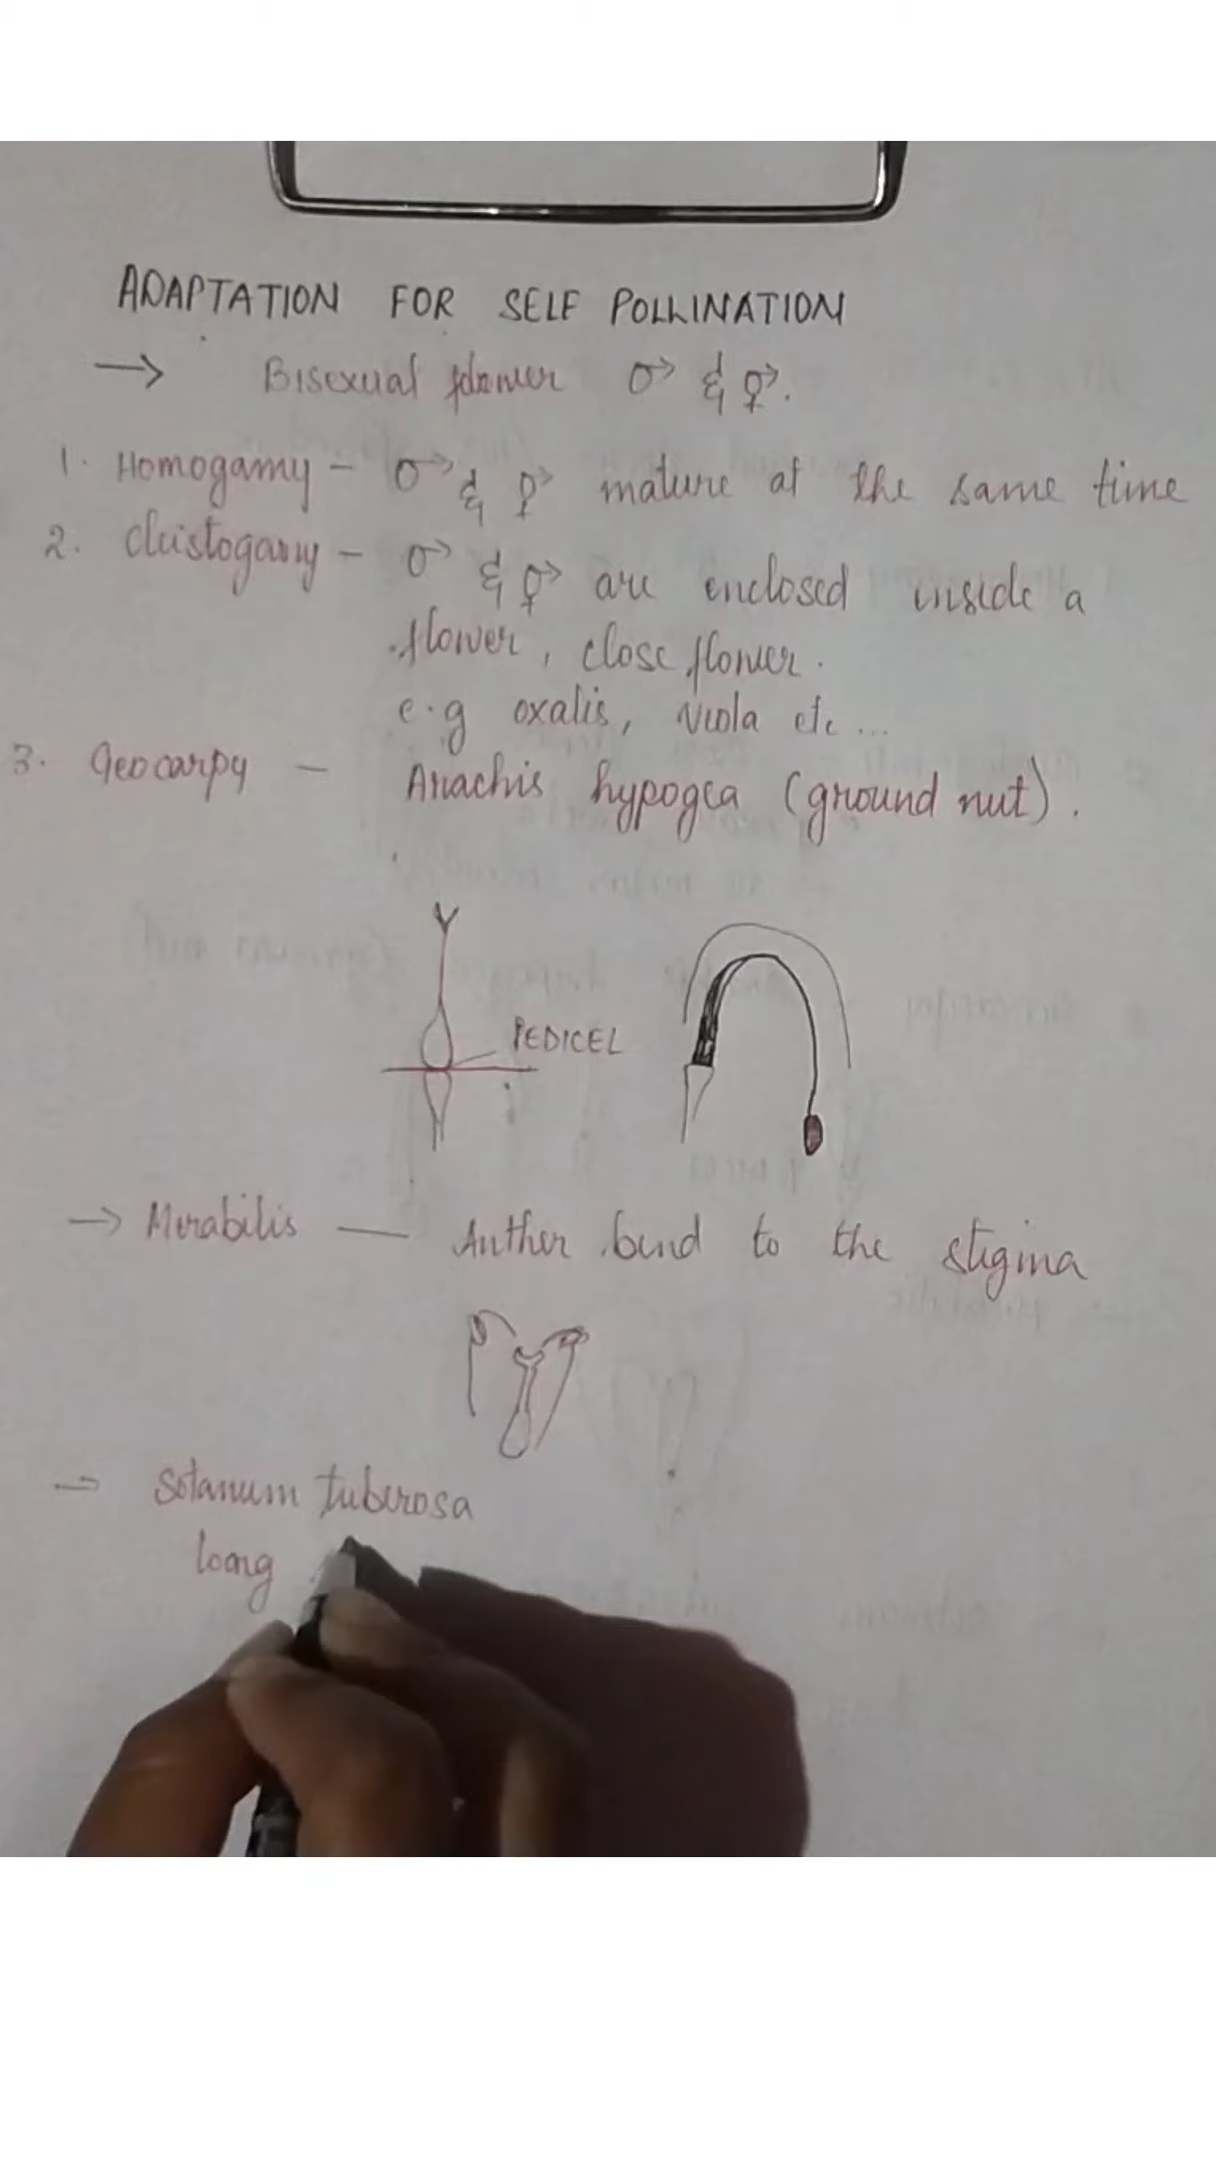 ADAPTATION FOR SELF POLLINATION
→ Bisexual flower ♂ & ⚥.
1. Homogamy - ♂ & ⚥ mature at the same time
2. Cleistogamy - ♂ & ⚥ are enclosed inside a
flower, close flower.
e.g oxalis, viola etc...
3. Geocarpy - Arachis hypogea (ground nut).
PEDICEL
→ Mirabilis — Anther bend to the stigma
→ Solanum tuberosa
long